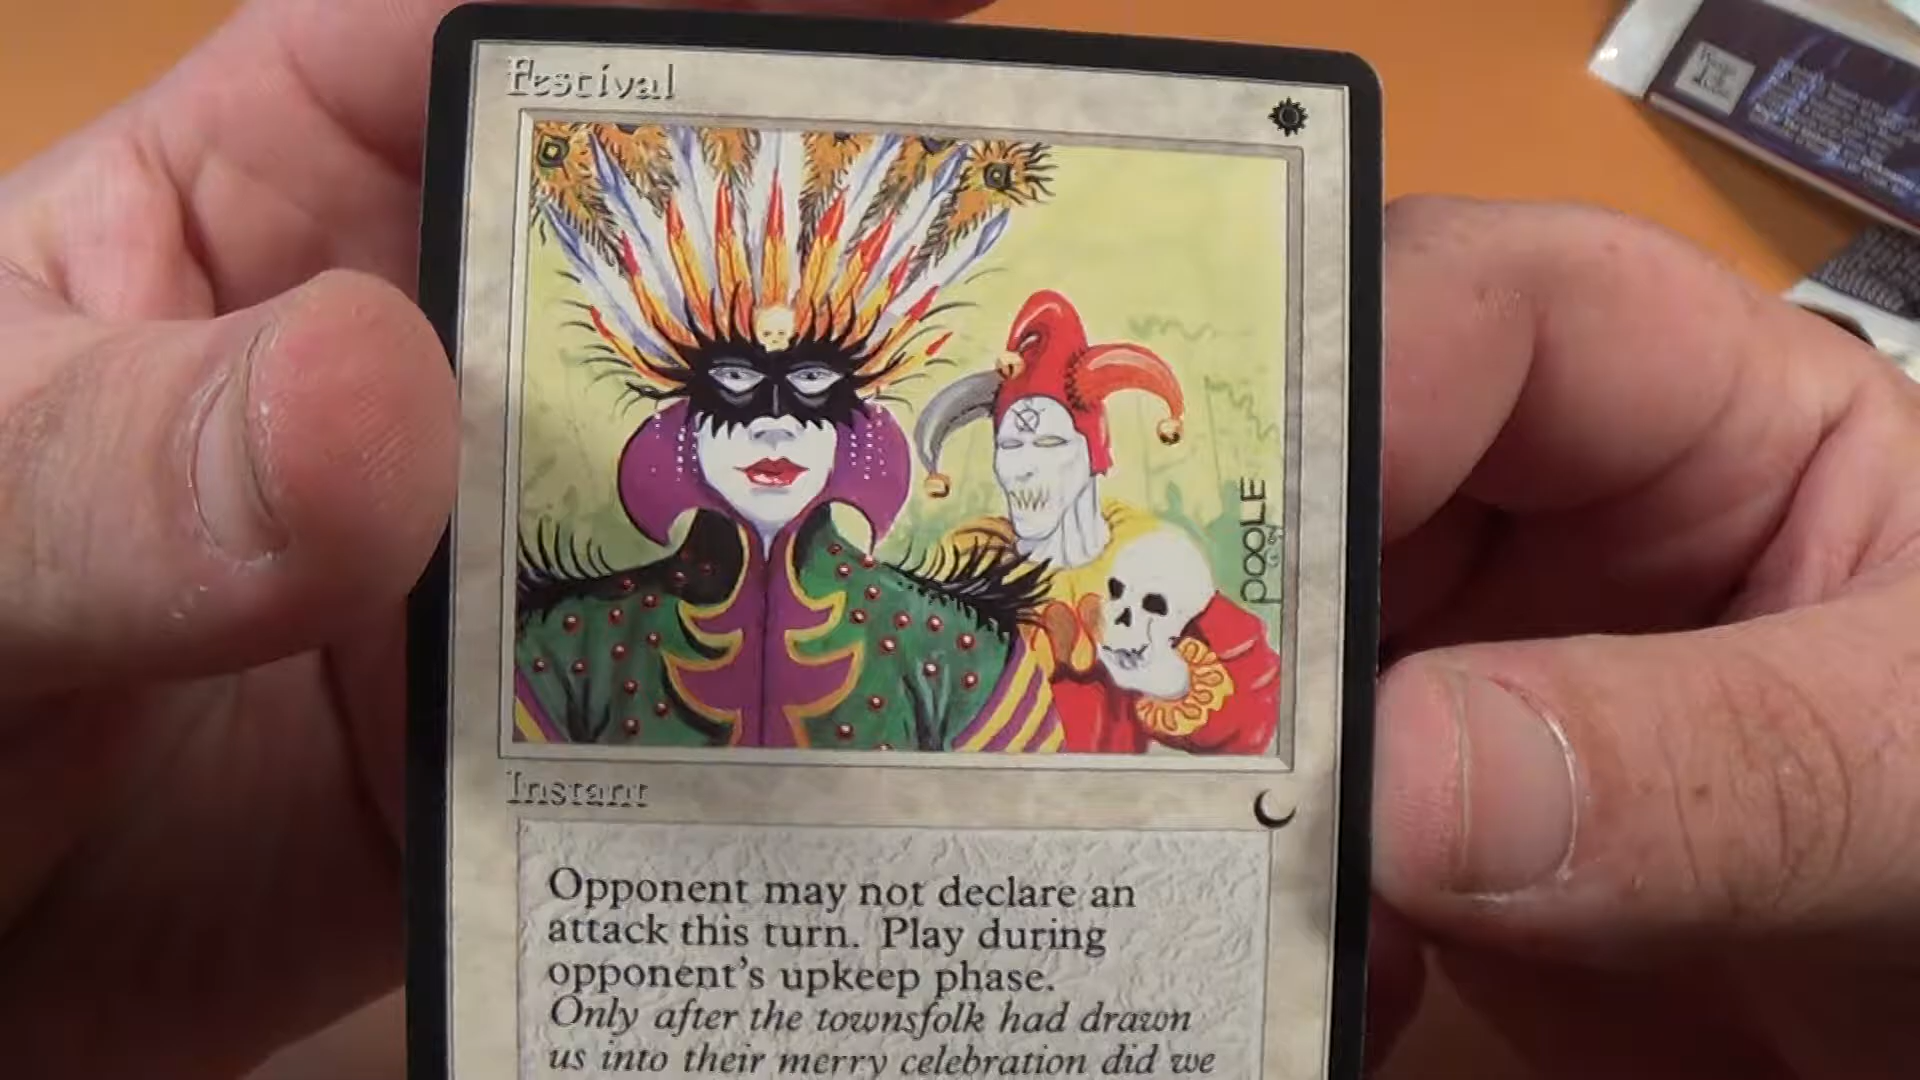 Festival
POOLE
Instant
Opponent may not declare an
attack this turn. Play during
opponent's upkeep phase.
Only after the townsfolk had drawn
us into their merry celebration did we